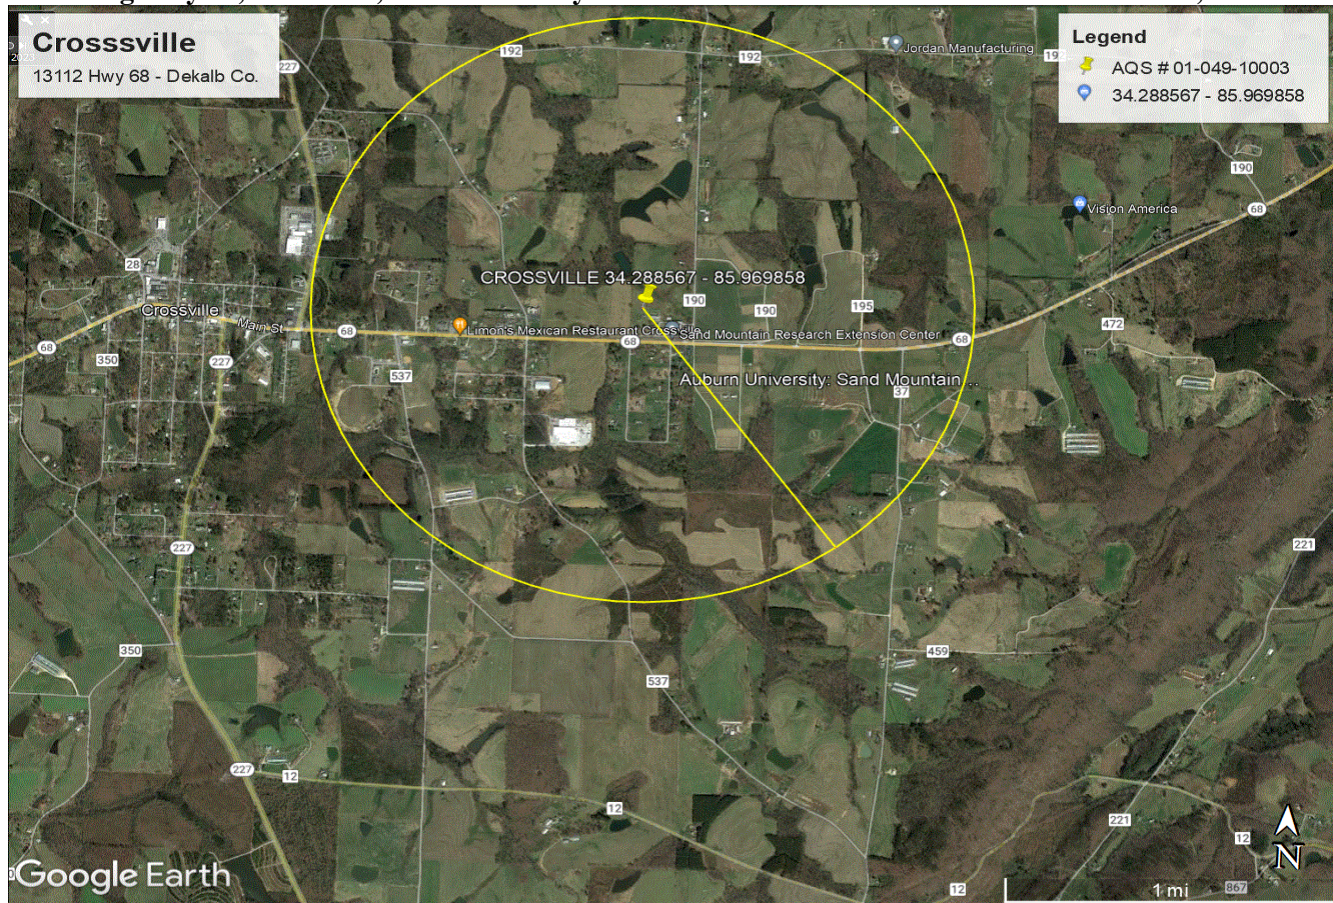 Crosssville
13112 Hwy 68 - Dekalb Co.
Legend
AQS # 01-049-10003
34.288567 - 85.969858
2023
227
192
192
Jordan Manufacturing
19
190
68
Vision America
28
CROSSVILLE 34.288567 - 85.969858
190
190
195
Crossville
Main St
68
Limon's Mexican Restaurant Crossville
68
Sand Mountain Research Extension Center
68
472
68
350
227
537
Auburn University: Sand Mountain ...
37
227
221
350
459
537
227
12
12
221
12
Google Earth
N
12
1 mi
867